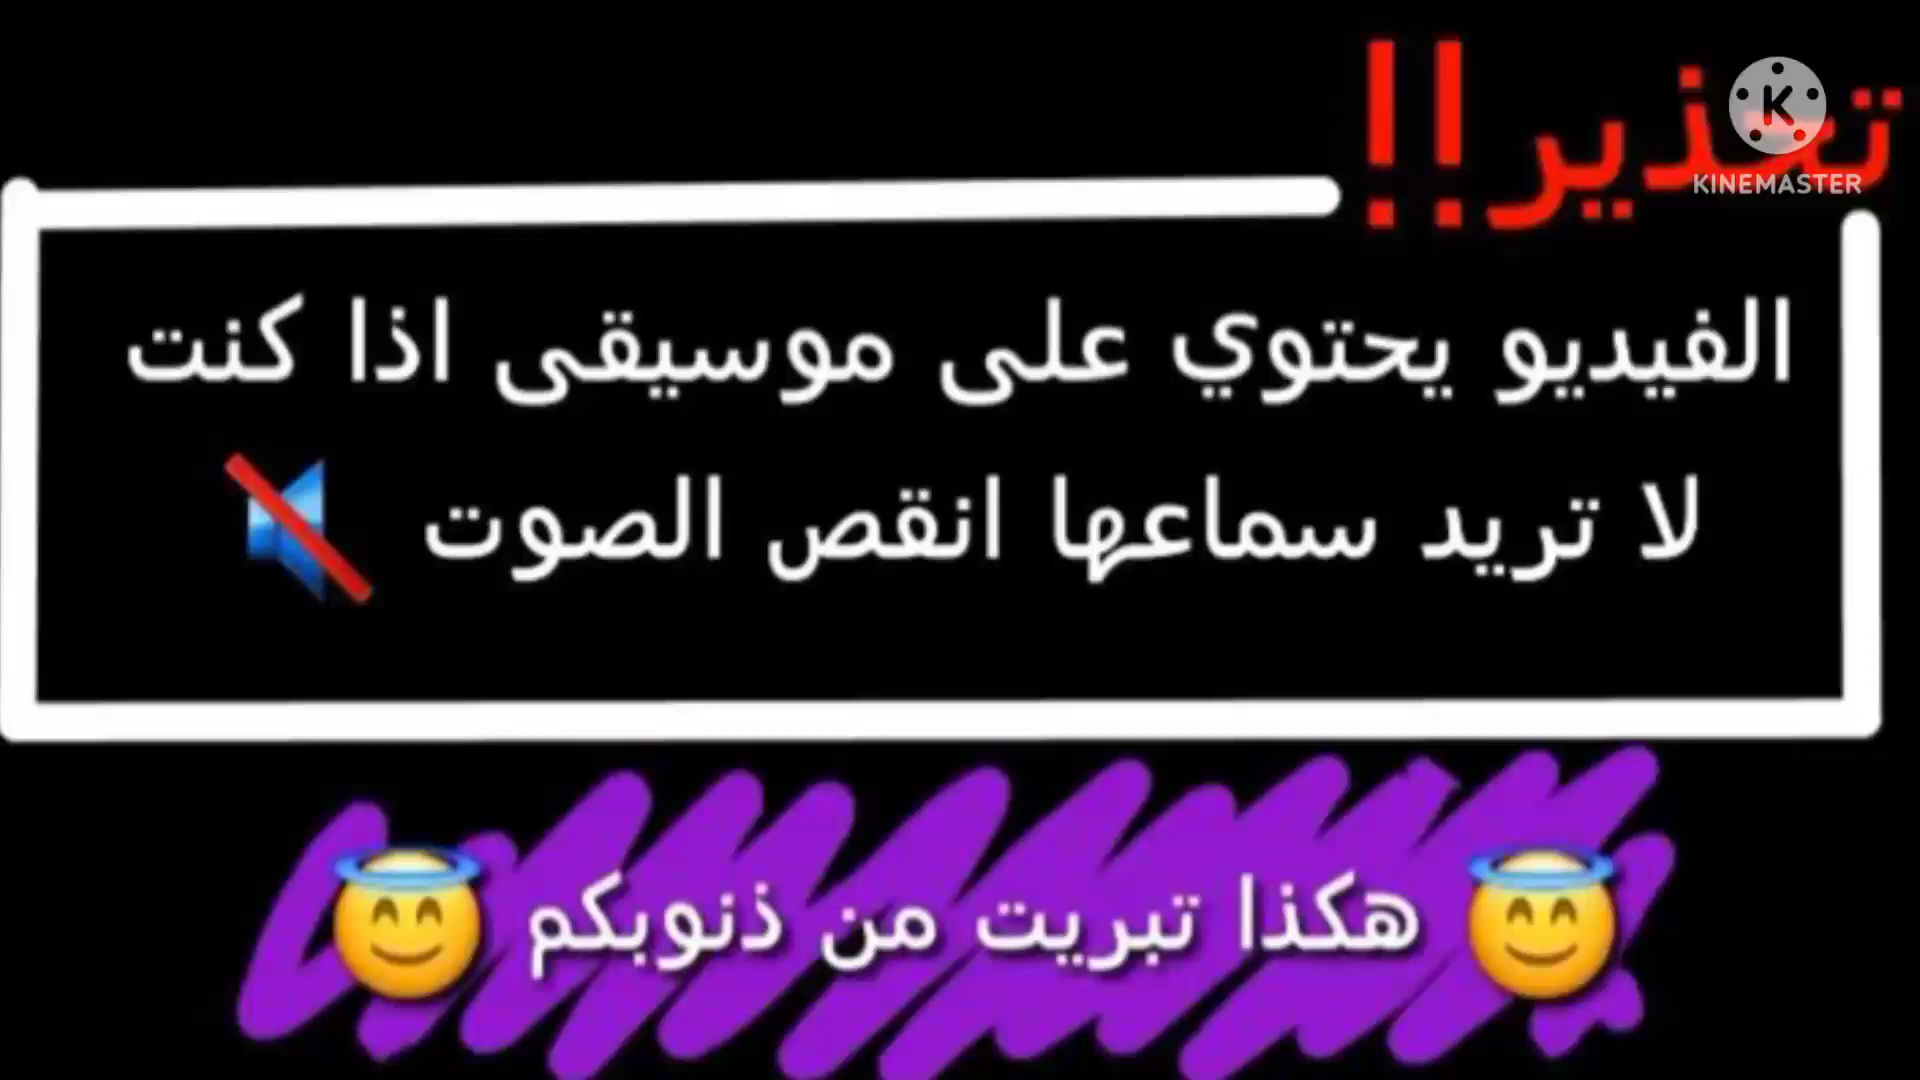 تحذير!!
KINEMASTER
الفيديو يحتوي على موسيقى اذا كنت
لا تريد سماعها انقص الصوت 🔇
😇 هكذا تبريت من ذنوبكم 😇